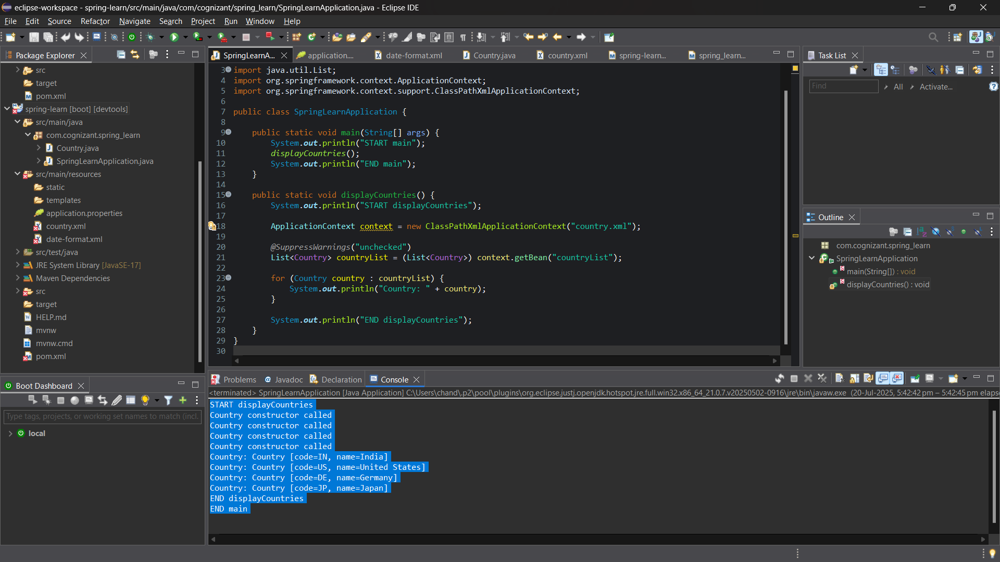 eclipse-workspace - spring-learn/src/main/java/com/cognizant/spring_learn/SpringLearnApplication.java - Eclipse IDE
File Edit Source Refactor Navigate Search Project Run Window Help
Package Explorer
src
target
pom.xml
spring-learn [boot] [devtools]
src/main/java
com.cognizant.spring_learn
Country.java
SpringLearnApplication.java
src/main/resources
static
templates
application.properties
country.xml
date-format.xml
src/test/java
JRE System Library [JavaSE-17]
Maven Dependencies
src
target
HELP.md
mvnw
mvnw.cmd
pom.xml
Boot Dashboard
Type tags, projects, or working set names to match (incl.
local
SpringLearnA... application.... date-format.xml Country.java country.xml spring-learn... spring_learn...
3 import java.util.List;
4 import org.springframework.context.ApplicationContext;
5 import org.springframework.context.support.ClassPathXmlApplicationContext;
6
7 public class SpringLearnApplication {
8
9 public static void main(String[] args) {
10 System.out.println("START main");
11 displayCountries();
12 System.out.println("END main");
13 }
14
15 public static void displayCountries() {
16 System.out.println("START displayCountries");
17
18 ApplicationContext context = new ClassPathXmlApplicationContext("country.xml");
19
20 @SuppressWarnings("unchecked")
21 List<Country> countryList = (List<Country>) context.getBean("countryList");
22
23 for (Country country : countryList) {
24 System.out.println("Country: " + country);
25 }
26
27 System.out.println("END displayCountries");
28 }
29 }
30
Problems Javadoc Declaration Console
<terminated> SpringLearnApplication [Java Application] C:\Users\chand\.p2\pool\plugins\org.eclipse.justj.openjdk.hotspot.jre.full.win32.x86_64_21.0.7.v20250502-0916\jre\bin\javaw.exe (20-Jul-2025, 5:42:42 pm – 5:42:45 pm elapse
START displayCountries
Country constructor called
Country constructor called
Country constructor called
Country constructor called
Country: Country [code=IN, name=India]
Country: Country [code=US, name=United States]
Country: Country [code=DE, name=Germany]
Country: Country [code=JP, name=Japan]
END displayCountries
END main
Task List
Find
All
Activate...
Outline
com.cognizant.spring_learn
SpringLearnApplication
main(String[]) : void
displayCountries() : void